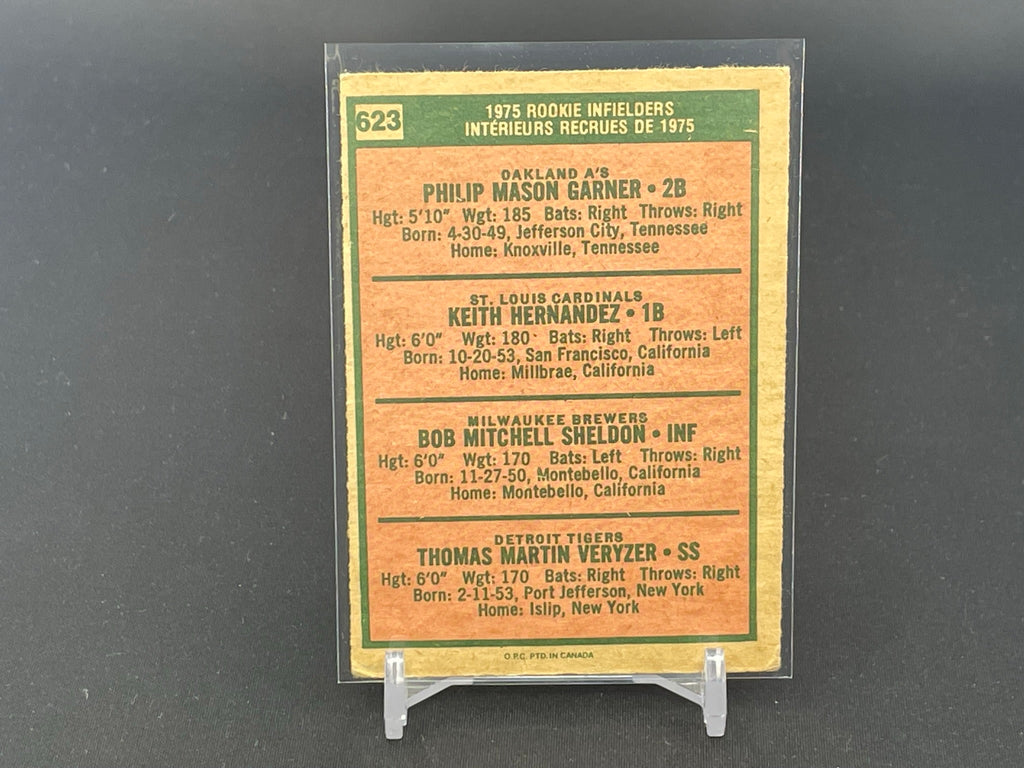 623
1975 ROOKIE INFIELDERS
INTÉRIEURS RECRUES DE 1975
OAKLAND A'S
PHILIP MASON GARNER • 2B
Hgt: 5'10" Wgt: 185 Bats: Right Throws: Right
Born: 4-30-49, Jefferson City, Tennessee
Home: Knoxville, Tennessee
ST. LOUIS CARDINALS
KEITH HERNANDEZ • 1B
Hgt: 6'0" Wgt: 180 Bats: Right Throws: Left
Born: 10-20-53, San Francisco, California
Home: Millbrae, California
MILWAUKEE BREWERS
BOB MITCHELL SHELDON • INF
Hgt: 6'0" Wgt: 170 Bats: Left Throws: Right
Born: 11-27-50, Montebello, California
Home: Montebello, California
DETROIT TIGERS
THOMAS MARTIN VERYZER • SS
Hgt: 6'0" Wgt: 170 Bats: Right Throws: Right
Born: 2-11-53, Port Jefferson, New York
Home: Islip, New York
O.P.C. PTD. IN CANADA